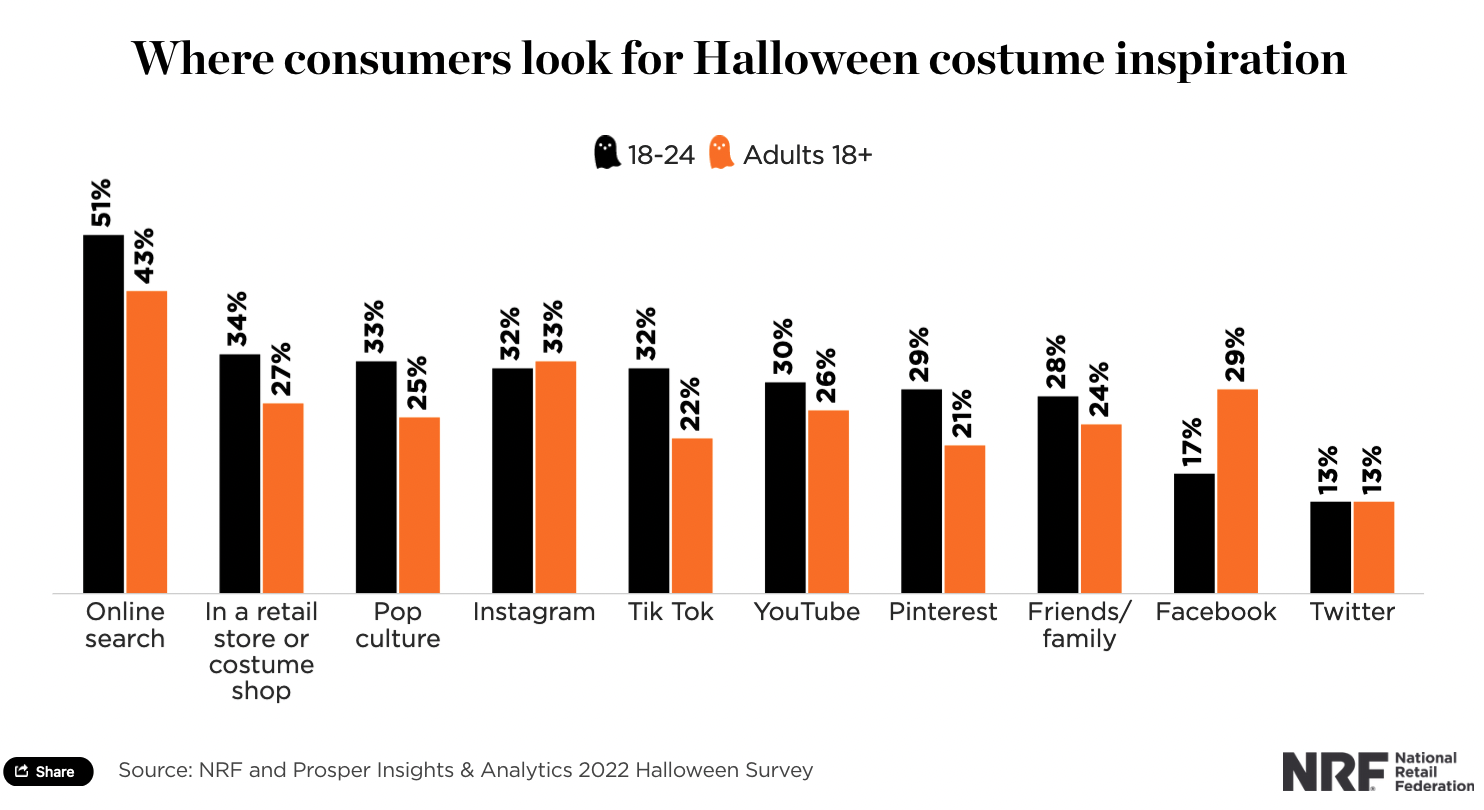 Where consumers look for Halloween costume inspiration
18-24 Adults 18+
51%
43%
34%
27%
33%
25%
32%
33%
32%
22%
30%
26%
29%
21%
28%
24%
17%
29%
13%
13%
Online
search
In a retail
store or
costume
shop
Pop
culture
Instagram
Tik Tok
YouTube
Pinterest
Friends/
family
Facebook
Twitter
Share
Source: NRF and Prosper Insights & Analytics 2022 Halloween Survey
NRF
National
Retail
Federation